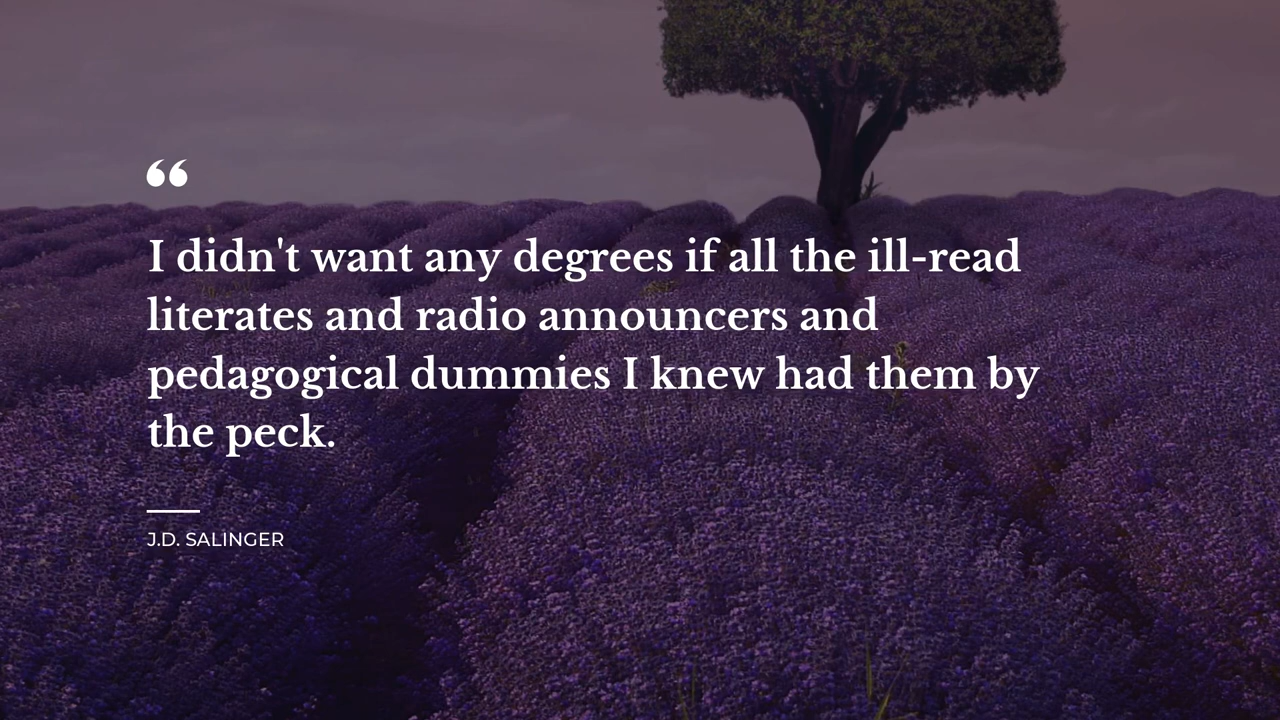 “
I didn't want any degrees if all the ill-read
literates and radio announcers and
pedagogical dummies I knew had them by
the peck.
J.D. SALINGER